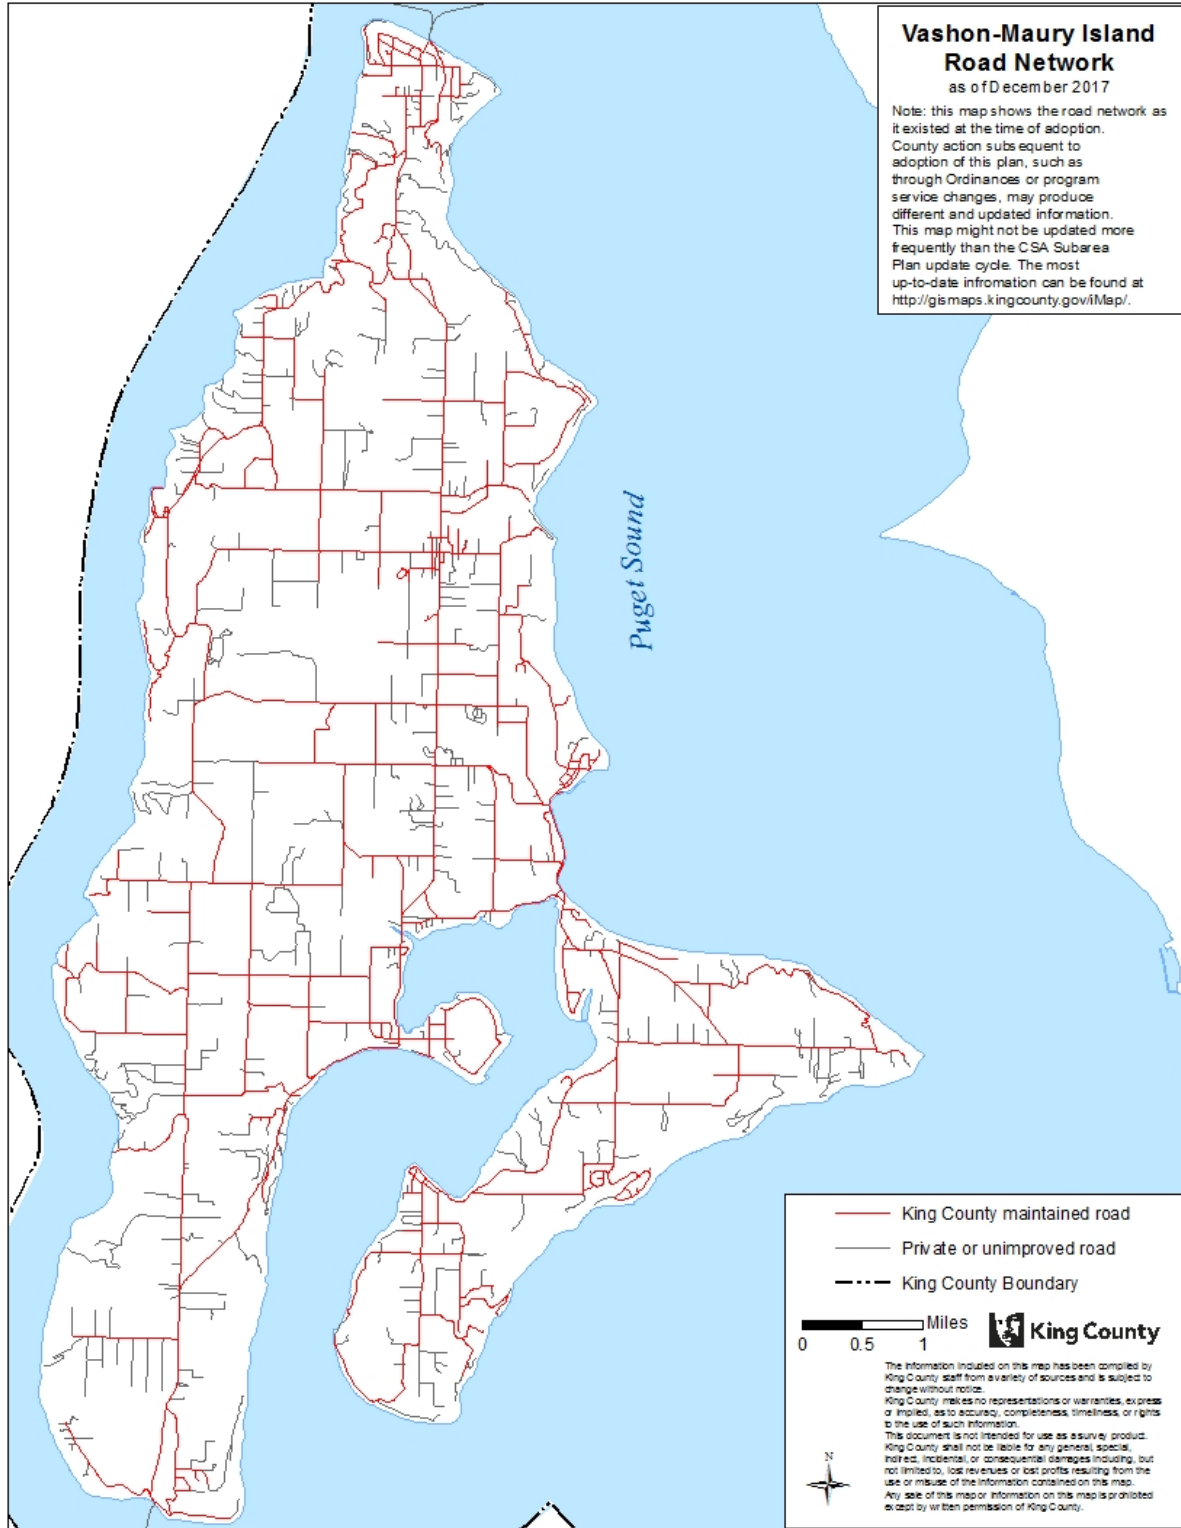 Vashon-Maury Island
Road Network
as of December 2017
Note: this map shows the road network as
it existed at the time of adoption.
County action subsequent to
adoption of this plan, such as
through Ordinances or program
service changes, may produce
different and updated information.
This map might not be updated more
frequently than the CSA Subarea
Plan update cycle. The most
up-to-date infromation can be found at
http://gismaps.kingcounty.gov/iMap/.
Puget Sound
King County maintained road
Private or unimproved road
King County Boundary
Miles
0 0.5 1
King County
The information included on this map has been compiled by
King County staff from a variety of sources and is subject to
change without notice.
King County makes no representations or warranties, express
or implied, as to accuracy, completeness, timeliness, or rights
to the use of such information.
This document is not intended for use as a survey product.
King County shall not be liable for any general, special,
indirect, incidental, or consequential damages including, but
not limited to, lost revenues or lost profits resulting from the
use or misuse of the information contained on this map.
Any sale of this map or information on this map is prohibited
except by written permission of King County.
N